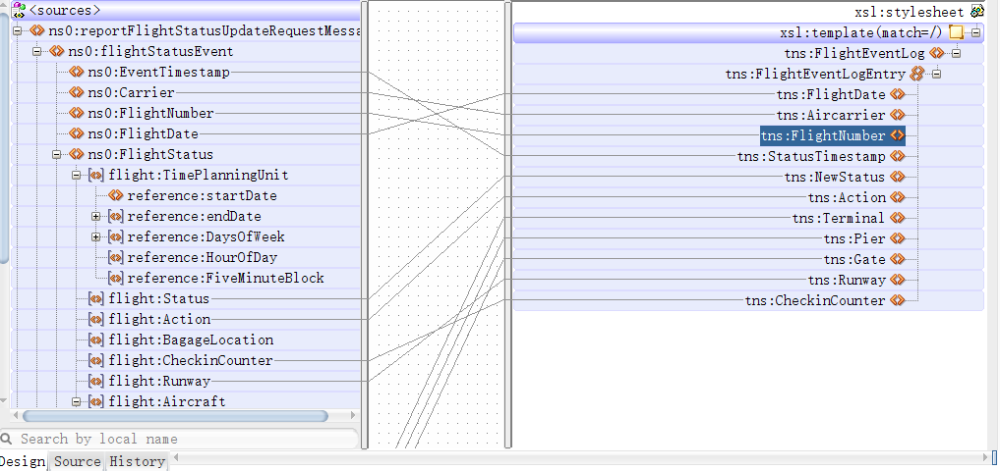 <sources>
ns0:reportFlightStatusUpdateRequestMessa
ns0:flightStatusEvent
ns0:EventTimestamp
ns0:Carrier
ns0:FlightNumber
ns0:FlightDate
ns0:FlightStatus
flight:TimePlanningUnit
reference:startDate
reference:endDate
reference:DaysOfWeek
reference:HourOfDay
reference:FiveMinuteBlock
flight:Status
flight:Action
flight:BagageLocation
flight:CheckinCounter
flight:Runway
flight:Aircraft
Search by local name
Design Source History
xsl:stylesheet
xsl:template(match=/)
tns:FlightEventLog
tns:FlightEventLogEntry
tns:FlightDate
tns:Aircarrier
tns:FlightNumber
tns:StatusTimestamp
tns:NewStatus
tns:Action
tns:Terminal
tns:Pier
tns:Gate
tns:Runway
tns:CheckinCounter